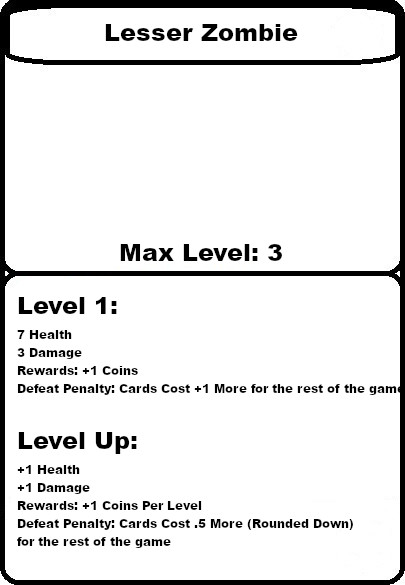 Lesser Zombie
Max Level: 3
Level 1:
7 Health
3 Damage
Rewards: +1 Coins
Defeat Penalty: Cards Cost +1 More for the rest of the game
Level Up:
+1 Health
+1 Damage
Rewards: +1 Coins Per Level
Defeat Penalty: Cards Cost .5 More (Rounded Down)
for the rest of the game